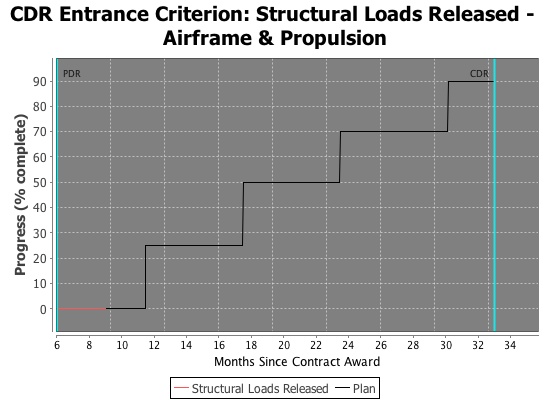 CDR Entrance Criterion: Structural Loads Released -
Airframe & Propulsion
PDR
CDR
Progress (% complete)
90
80
70
60
50
40
30
20
10
0
6 8 10 12 14 16 18 20 22 24 26 28 30 32 34
Months Since Contract Award
Structural Loads Released Plan